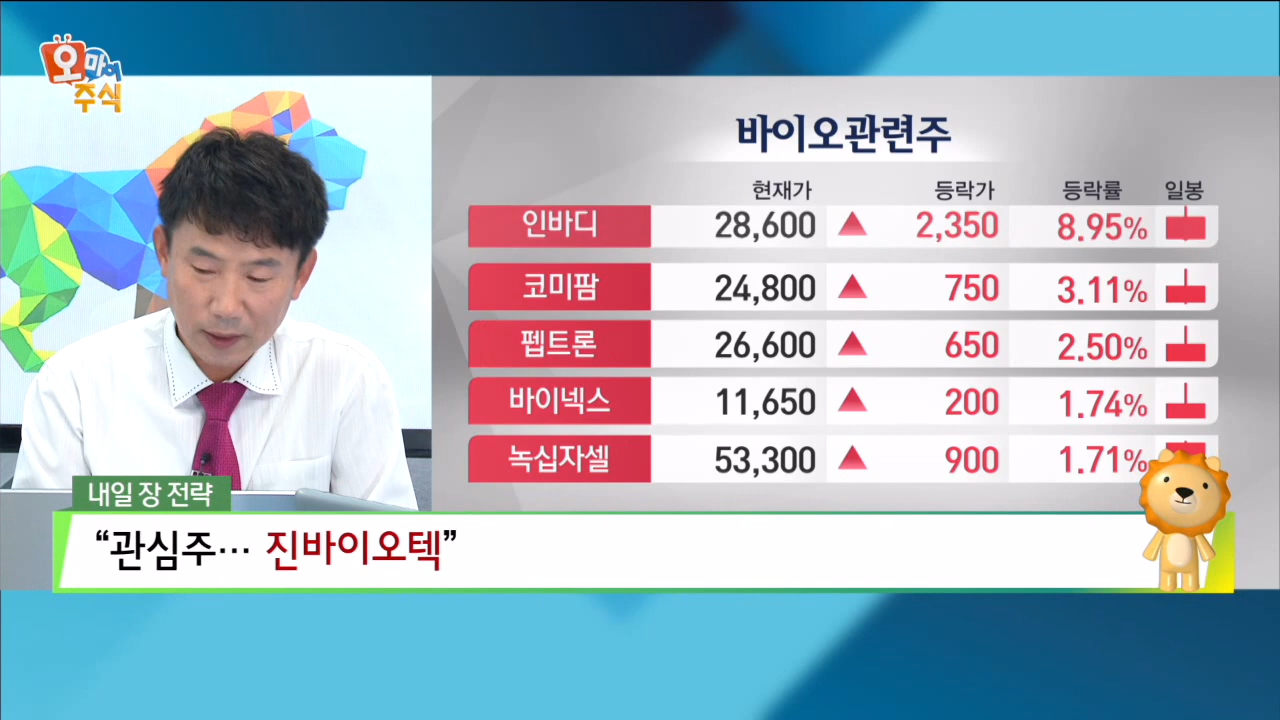 오
마이
주식
바이오관련주
현재가 등락가 등락률 일봉
인바디 28,600 ▲ 2,350 8.95%
코미팜 24,800 ▲ 750 3.11%
펩트론 26,600 ▲ 650 2.50%
바이넥스 11,650 ▲ 200 1.74%
녹십자셀 53,300 ▲ 900 1.71%
내일 장 전략
“관심주… 진바이오텍”